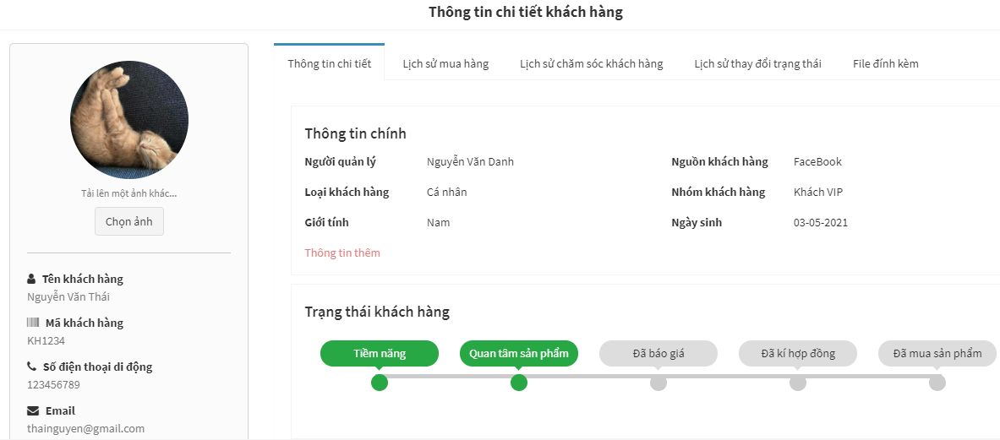 Thông tin chi tiết khách hàng
Tải lên một ảnh khác...
Chọn ảnh
Tên khách hàng
Nguyễn Văn Thái
Mã khách hàng
KH1234
Số điện thoại di động
123456789
Email
thainguyen@gmail.com
Thông tin chi tiết Lịch sử mua hàng Lịch sử chăm sóc khách hàng Lịch sử thay đổi trạng thái File đính kèm
Thông tin chính
Người quản lý Nguyễn Văn Danh Nguồn khách hàng FaceBook
Loại khách hàng Cá nhân Nhóm khách hàng Khách VIP
Giới tính Nam Ngày sinh 03-05-2021
Thông tin thêm
Trạng thái khách hàng
Tiềm năng Quan tâm sản phẩm Đã báo giá Đã kí hợp đồng Đã mua sản phẩm